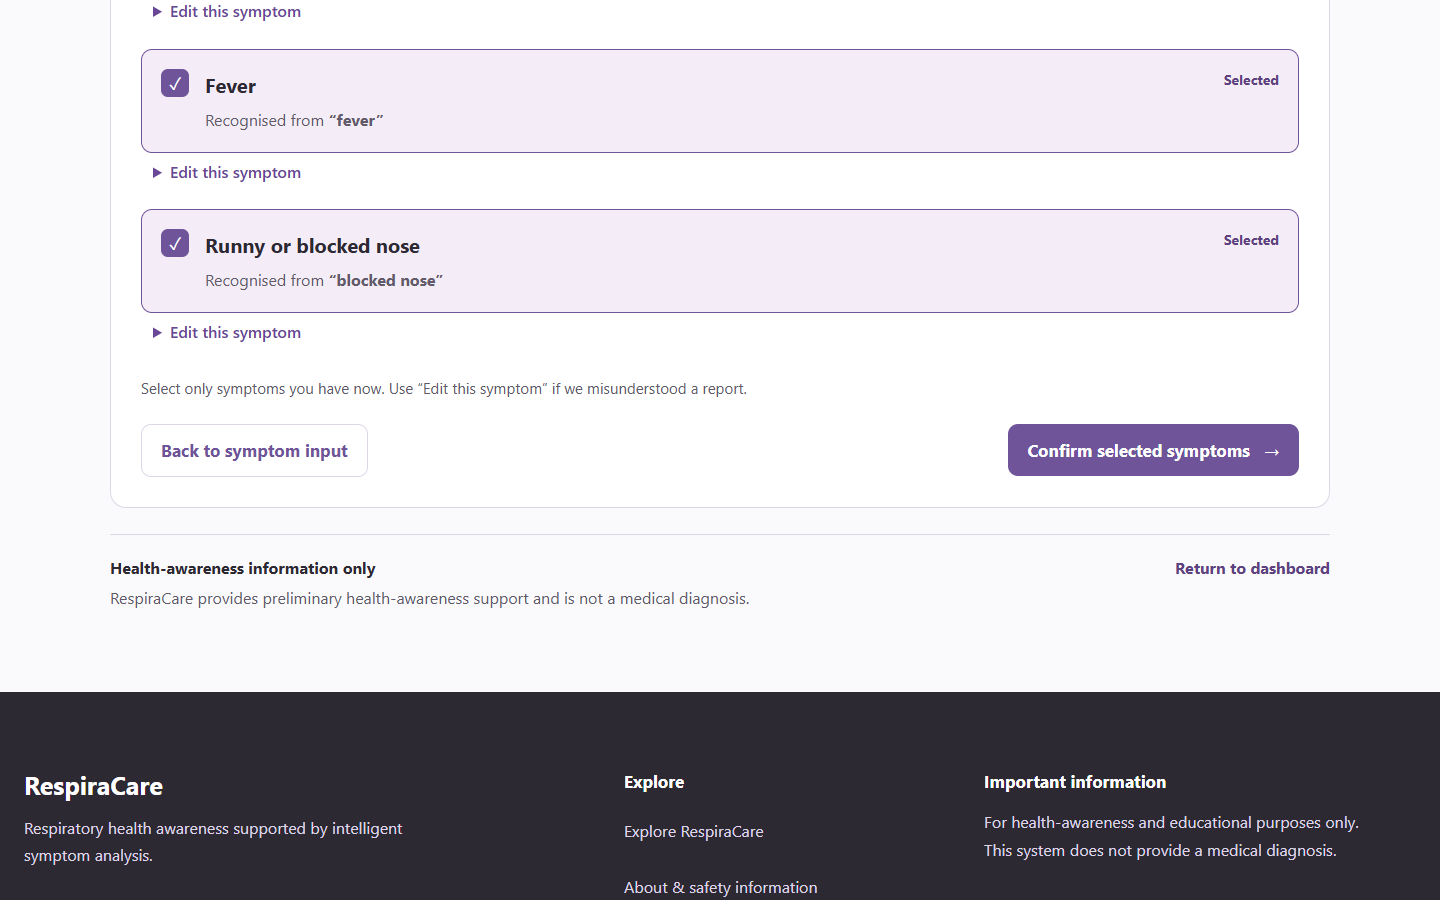 ▶ Edit this symptom
✓ Fever
Selected
Recognised from “fever”
▶ Edit this symptom
✓ Runny or blocked nose
Selected
Recognised from “blocked nose”
▶ Edit this symptom
Select only symptoms you have now. Use “Edit this symptom” if we misunderstood a report.
Back to symptom input
Confirm selected symptoms →
Health-awareness information only
Return to dashboard
RespiraCare provides preliminary health-awareness support and is not a medical diagnosis.
RespiraCare
Respiratory health awareness supported by intelligent
symptom analysis.
Explore
Explore RespiraCare
About & safety information
Important information
For health-awareness and educational purposes only.
This system does not provide a medical diagnosis.